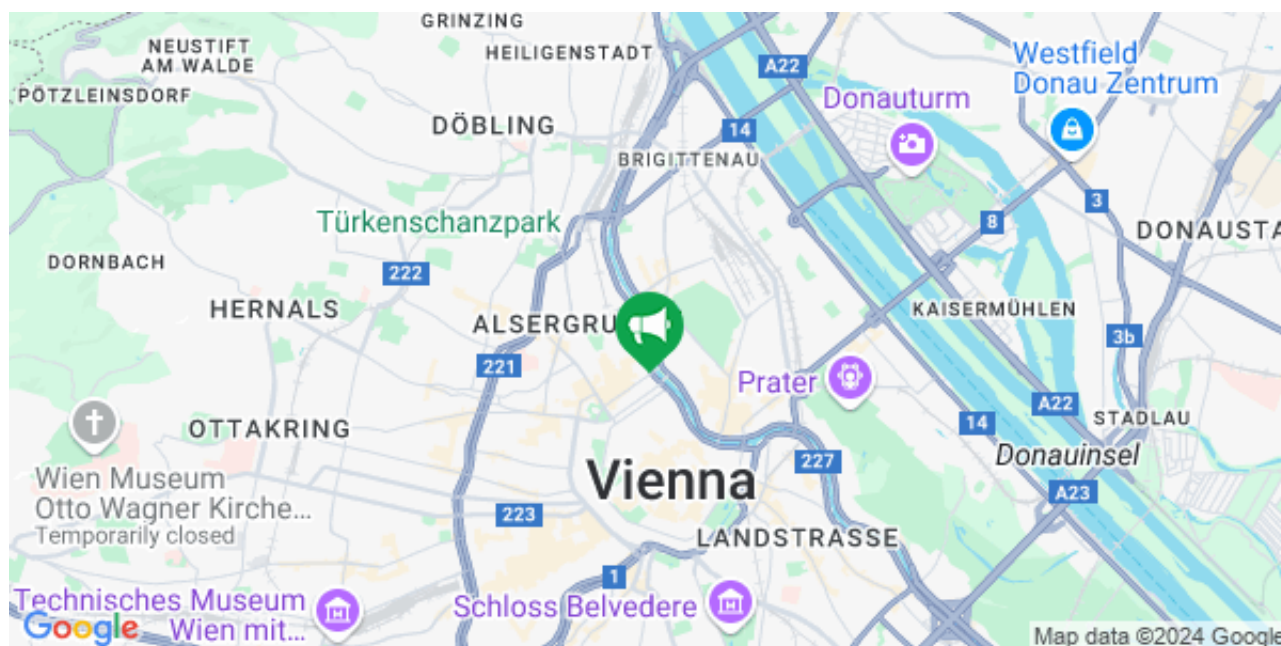 GRINZING
NEUSTIFT
AM WALDE
HEILIGENSTADT
A22
Westfield
Donau Zentrum
PÖTZLEINSDORF
Donauturm
DÖBLING
14
BRIGITTENAU
3
Türkenschanzpark
8
DONAUSTA
DORNBACH
222
HERNALS
ALSERGRU
KAISERMÜHLEN
3b
221
Prater
A22
OTTAKRING
14
STADLAU
Wien Museum
Otto Wagner Kirche...
Temporarily closed
Vienna
227
Donauinsel
A23
223
LANDSTRASSE
1
Technisches Museum
Wien mit...
Schloss Belvedere
Google
Map data ©2024 Google